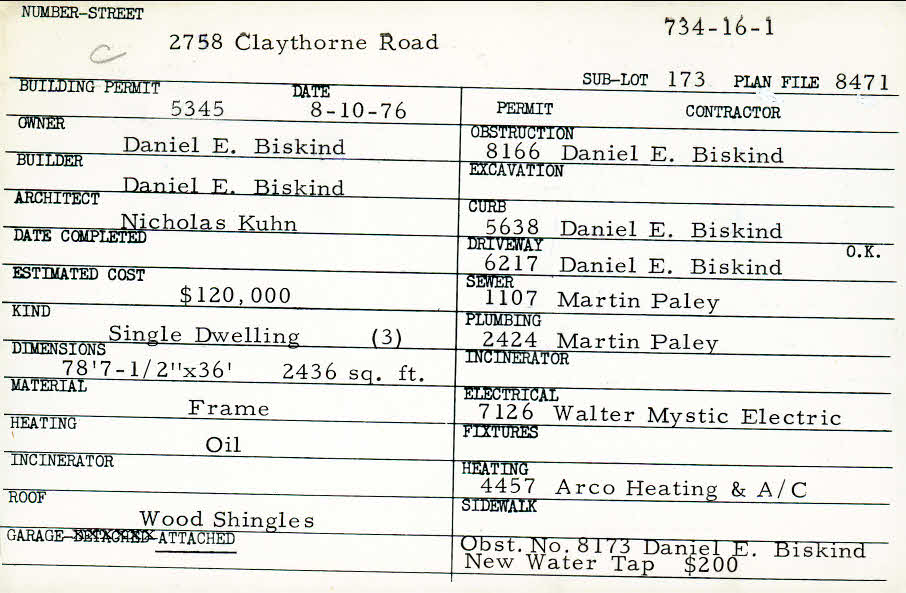 NUMBER-STREET
734-16-1
C
2758 Claythorne Road
SUB-LOT 173 PLAN FILE 8471
BUILDING PERMIT DATE
5345 8-10-76
OWNER
Daniel E. Biskind
BUILDER
Daniel E. Biskind
ARCHITECT
Nicholas Kuhn
DATE COMPLETED
ESTIMATED COST
$120,000
KIND
Single Dwelling (3)
DIMENSIONS
78'7-1/2"x36' 2436 sq. ft.
MATERIAL
Frame
HEATING
Oil
INCINERATOR
ROOF
Wood Shingles
GARAGE-DETACHED-ATTACHED
PERMIT CONTRACTOR
OBSTRUCTION
8166 Daniel E. Biskind
EXCAVATION
CURB
5638 Daniel E. Biskind
DRIVEWAY O.K.
6217 Daniel E. Biskind
SEWER
1107 Martin Paley
PLUMBING
2424 Martin Paley
INCINERATOR
ELECTRICAL
7126 Walter Mystic Electric
FIXTURES
HEATING
4457 Arco Heating & A/C
SIDEWALK
Obst. No. 8173 Daniel E. Biskind
New Water Tap $200